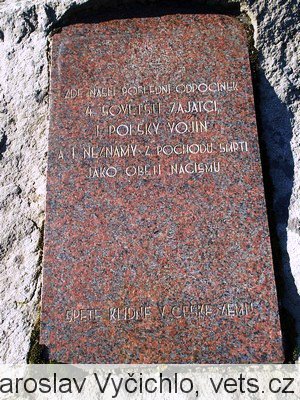 ZDE NAŠLI POSLEDNÍ ODPOČINEK
4 SOVĚTŠTÍ ZAJATCI,
1 POLSKÝ VOJÍN
A 1 NEZNÁMÝ Z POCHODU SMRTI
JAKO OBĚTI NACISMU
SPĚTE KLIDNĚ V ČESKÉ ZEMI!
aroslav Vyčichlo, vets.cz